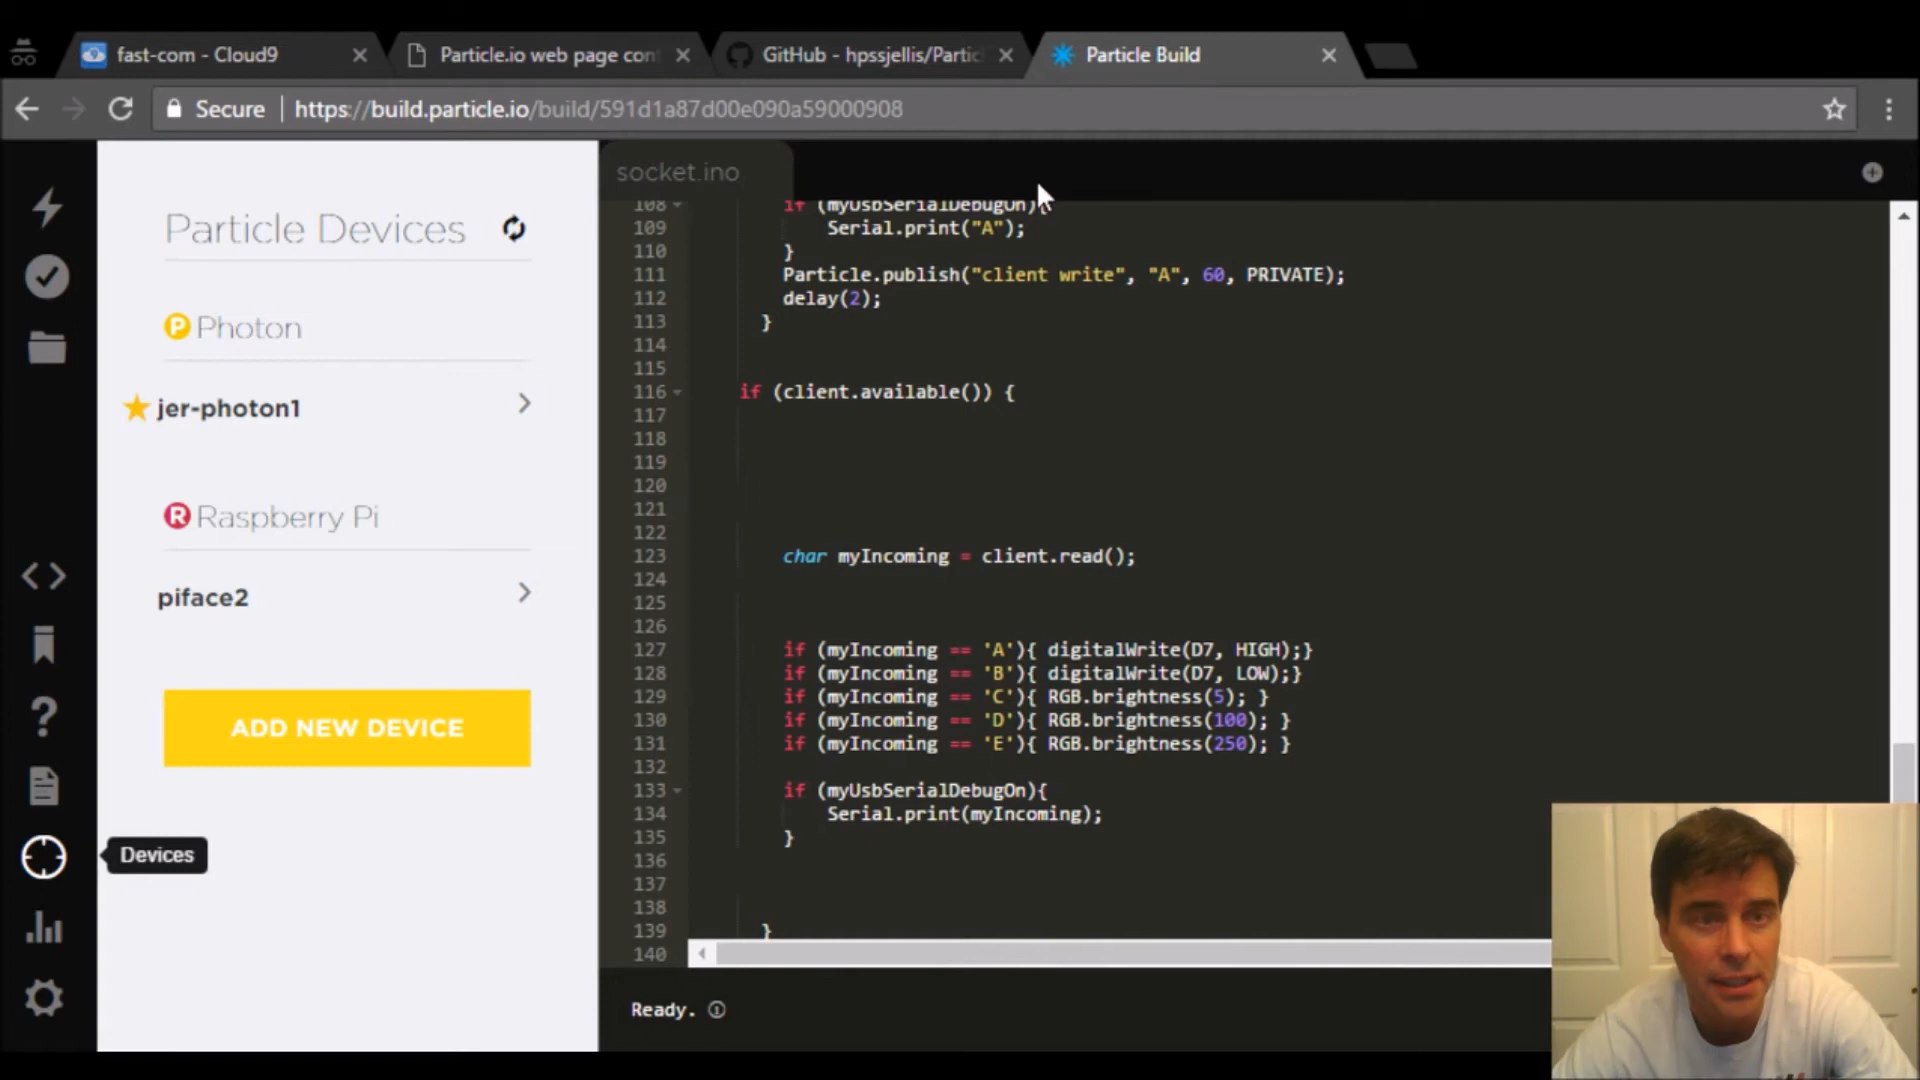 fast-com - Cloud9
Particle.io web page con
GitHub - hpssjellis/Partic
Particle Build
Secure
https://build.particle.io/build/591d1a87d00e090a59000908
Particle Devices
P Photon
jer-photon1
R Raspberry Pi
piface2
ADD NEW DEVICE
Devices
socket.ino
108 if (myUsbSerialDebugOn){
109 Serial.print("A");
110 }
111 Particle.publish("client write", "A", 60, PRIVATE);
112 delay(2);
113 }
114
115
116 if (client.available()) {
117
118
119
120
121
122
123 char myIncoming = client.read();
124
125
126
127 if (myIncoming == 'A'){ digitalWrite(D7, HIGH);}
128 if (myIncoming == 'B'){ digitalWrite(D7, LOW);}
129 if (myIncoming == 'C'){ RGB.brightness(5); }
130 if (myIncoming == 'D'){ RGB.brightness(100); }
131 if (myIncoming == 'E'){ RGB.brightness(250); }
132
133 if (myUsbSerialDebugOn){
134 Serial.print(myIncoming);
135 }
136
137
138
139 }
140
Ready.